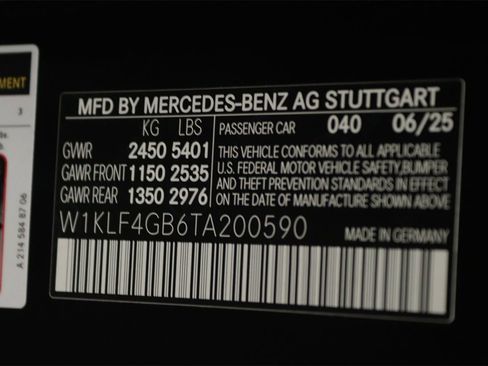 MENT
3
A 214 584 87 06
MFD BY MERCEDES-BENZ AG STUTTGART
KG LBS
PASSENGER CAR 040 06/25
GVWR 2450 5401
GAWR FRONT 1150 2535
GAWR REAR 1350 2976
THIS VEHICLE CONFORMS TO ALL APPLICABLE
U.S. FEDERAL MOTOR VEHICLE SAFETY, BUMPER
AND THEFT PREVENTION STANDARDS IN EFFECT
ON THE DATE OF MANUFACTURE SHOWN ABOVE
W1KLF4GB6TA200590
MADE IN GERMANY